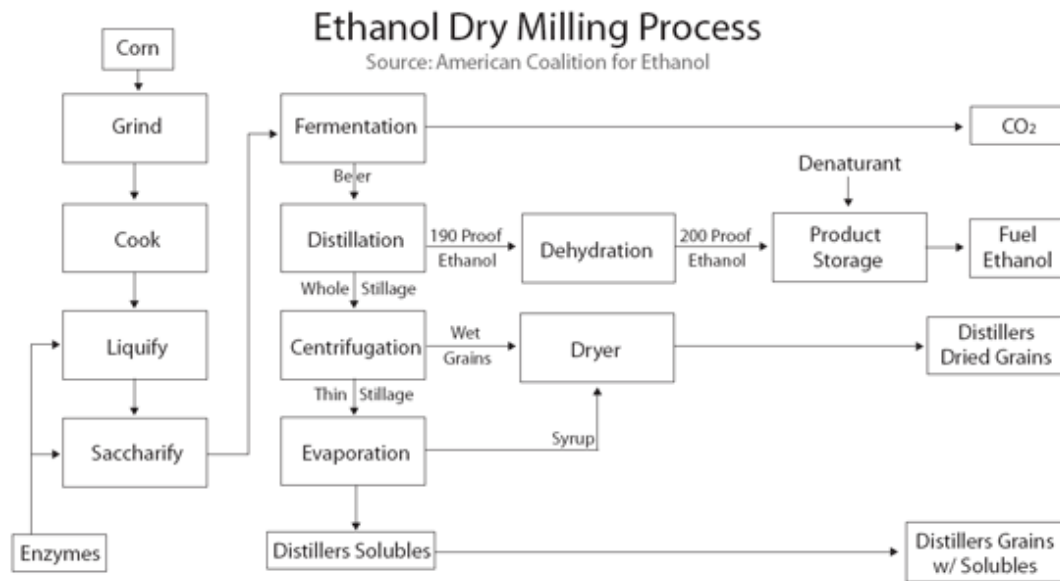 Ethanol Dry Milling Process
Source: American Coalition for Ethanol
Corn
Grind
Cook
Liquify
Saccharify
Enzymes
Fermentation
CO₂
Beer
Distillation
190 Proof
Ethanol
Dehydration
200 Proof
Ethanol
Denaturant
Product
Storage
Fuel
Ethanol
Whole Stillage
Centrifugation
Wet
Grains
Dryer
Distillers
Dried Grains
Thin Stillage
Evaporation
Syrup
Distillers Solubles
Distillers Grains
w/ Solubles